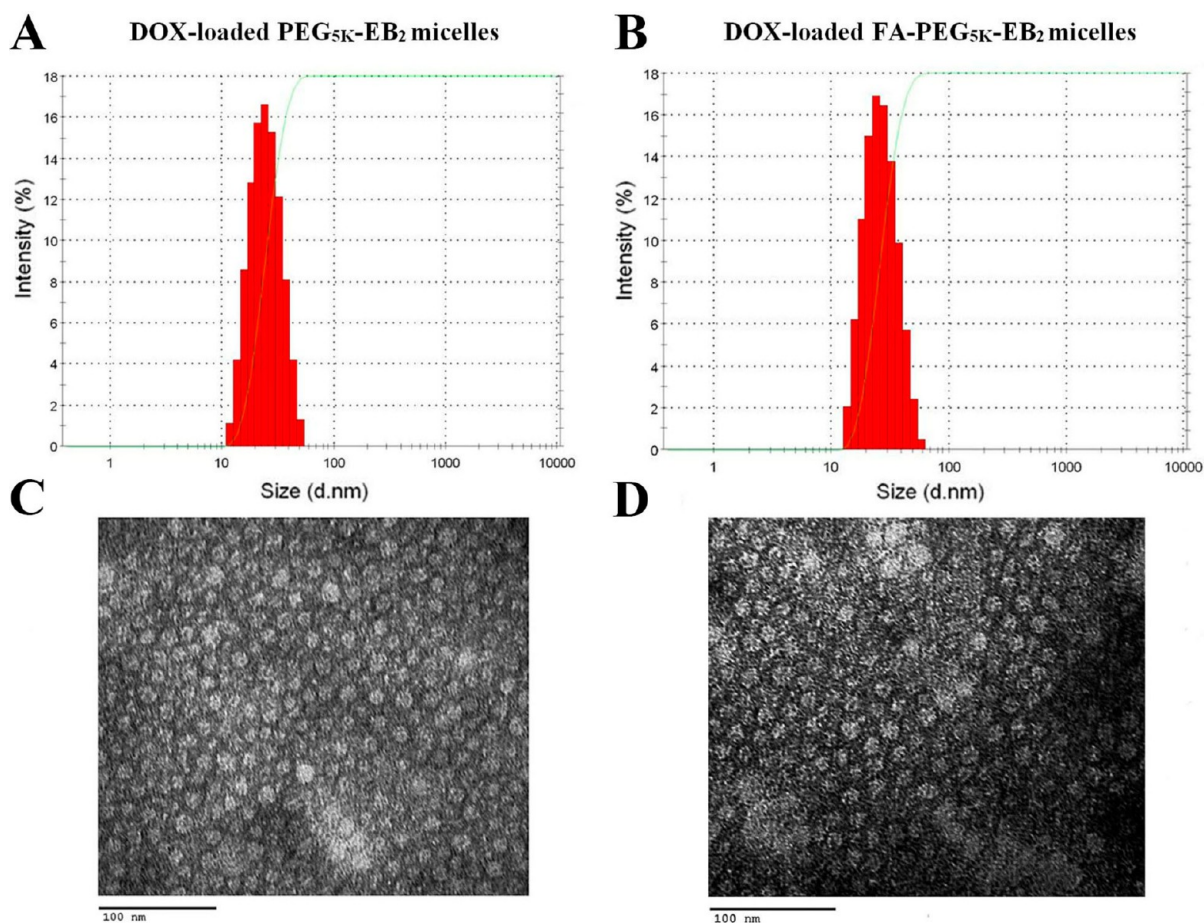 A
DOX-loaded PEG5K-EB2 micelles
18
16
14
12
10
8
6
4
2
0
Intensity (%)
1
10
100
1000
10000
Size (d.nm)
B
DOX-loaded FA-PEG5K-EB2 micelles
18
16
14
12
10
8
6
4
2
0
Intensity (%)
1
10
100
1000
10000
Size (d.nm)
C
100 nm
D
100 nm